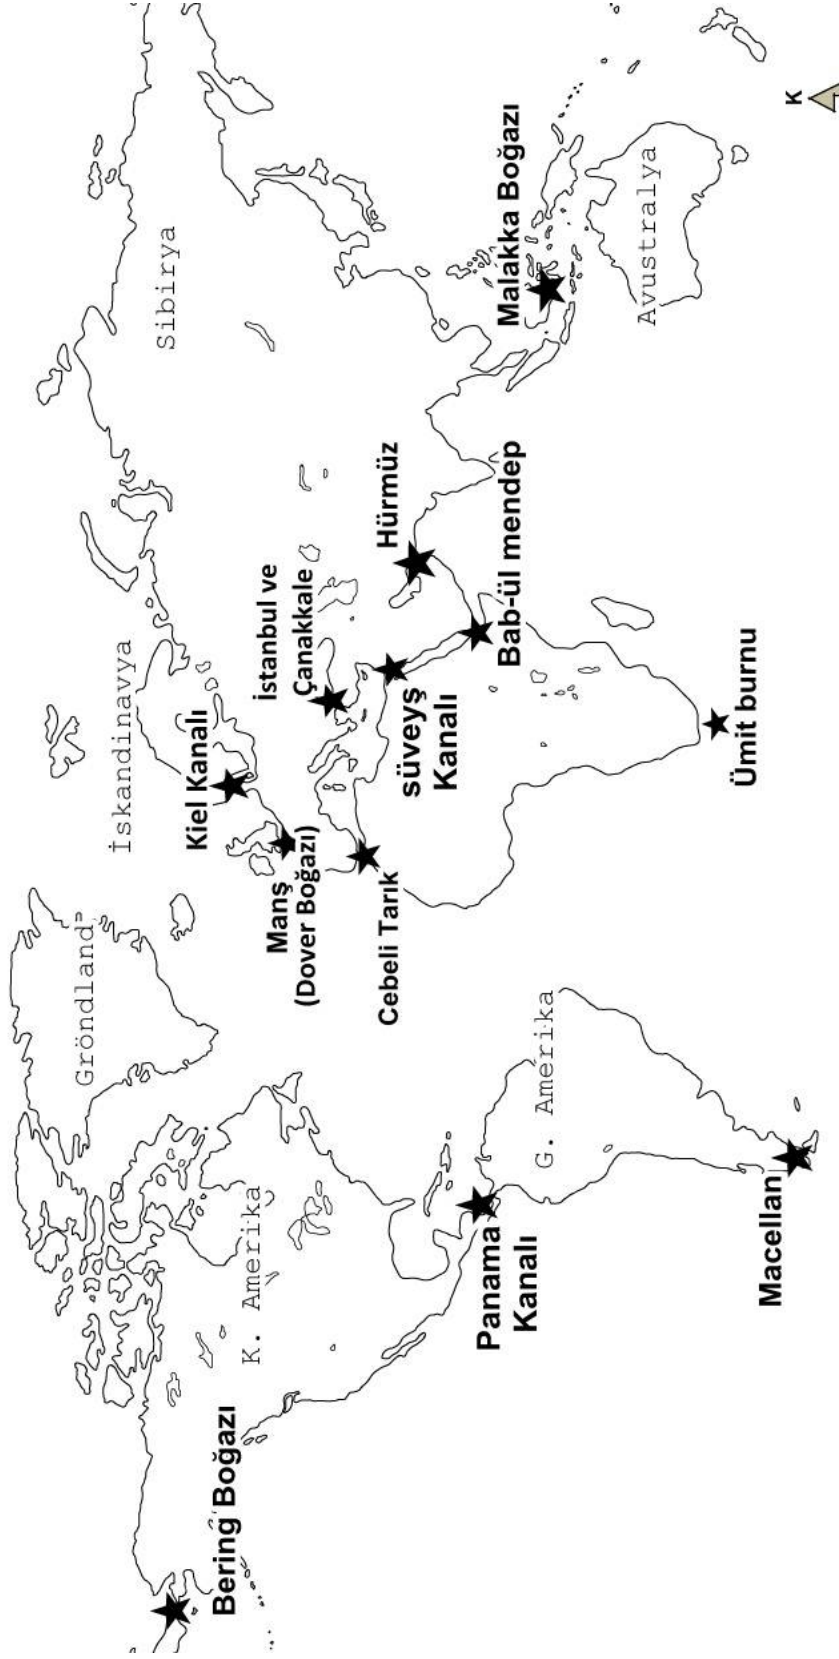 Gröndland
İskandinavya
Sibirya
Bering Boğazı
K. Amerika
Kiel Kanalı
Manş
(Dover Boğazı)
İstanbul ve
Çanakkale
Cebeli Tarık
süveyş
Kanalı
Hürmüz
Bab-ül mendep
Malakka Boğazı
Panama
Kanalı
G. Amerika
Avustralya
Macellan
Ümit burnu
K